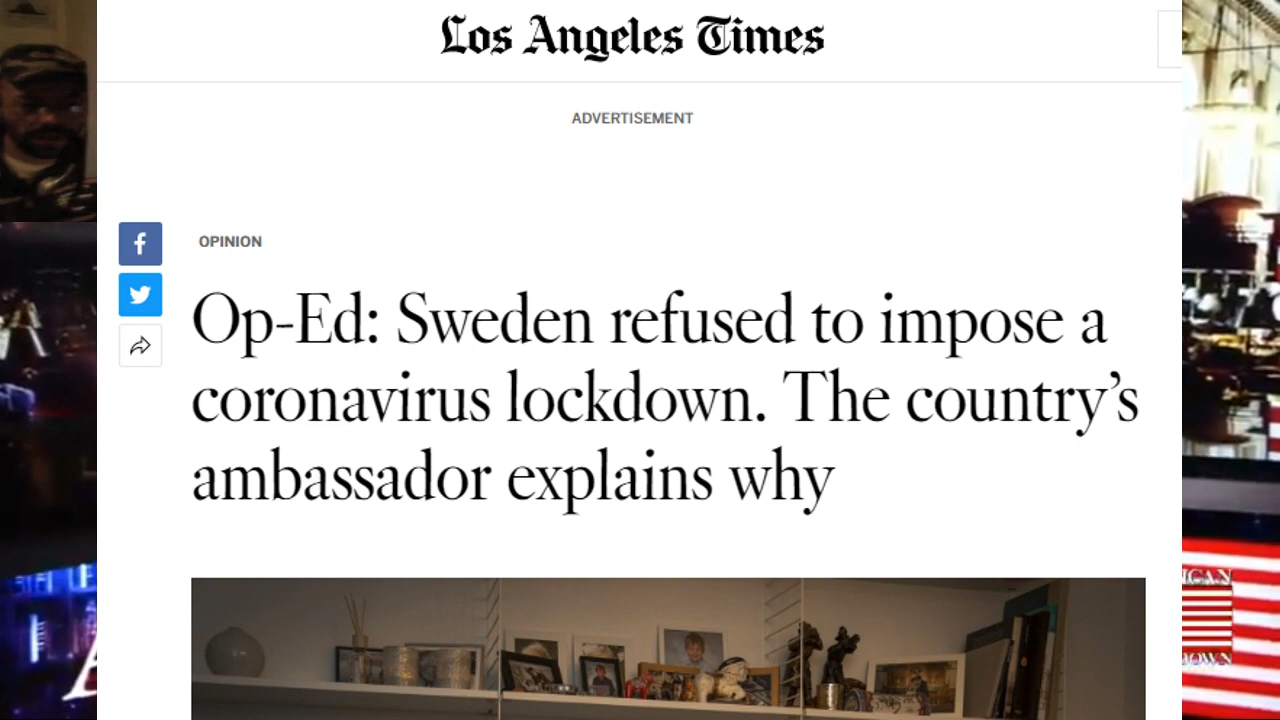 Los Angeles Times
ADVERTISEMENT
OPINION
Op-Ed: Sweden refused to impose a
coronavirus lockdown. The country’s
ambassador explains why